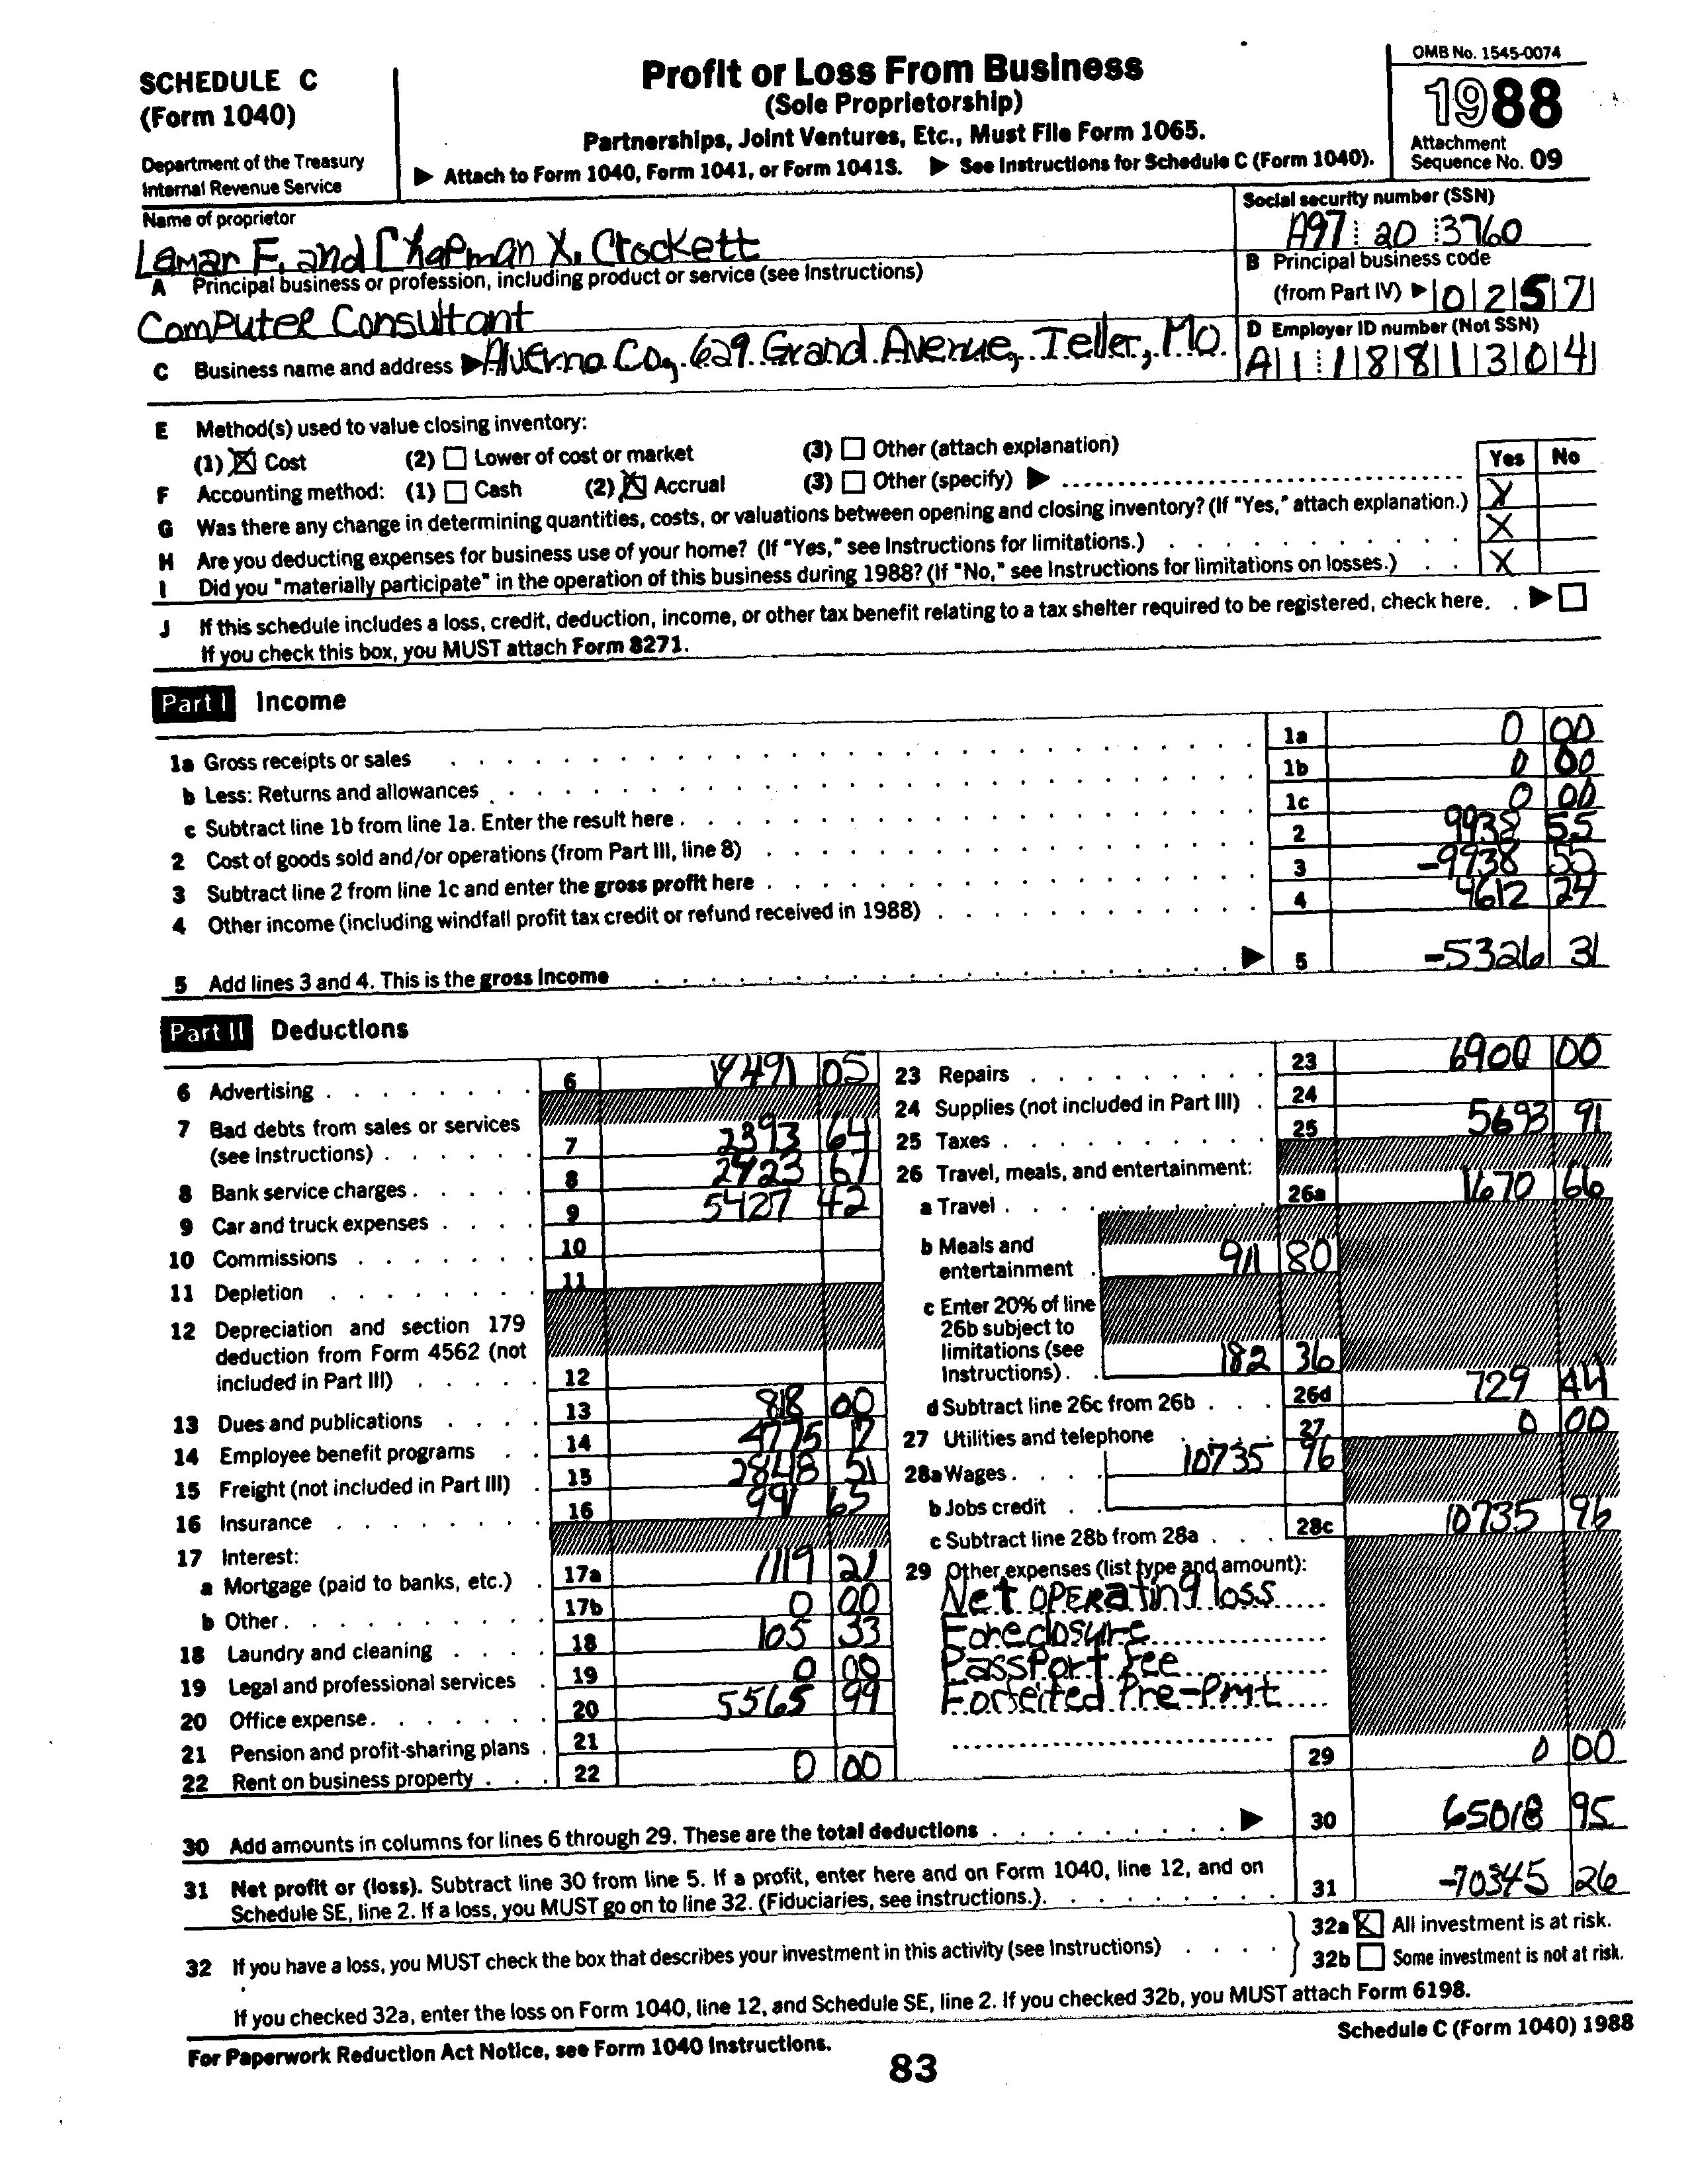 SCHEDULE C
(Form 1040)
Department of the Treasury
Internal Revenue Service
Profit or Loss From Business
(Sole Proprietorship)
Partnerships, Joint Ventures, Etc., Must File Form 1065.
▶ Attach to Form 1040, Form 1041, or Form 1041S. ▶ See Instructions for Schedule C (Form 1040).
OMB No. 1545-0074
1988
Attachment
Sequence No. 09
Name of proprietor
Lamar F. and Chapman X. Crockett
Social security number (SSN)
A97 20 3760
A Principal business or profession, including product or service (see Instructions)
Computer Consultant
B Principal business code
(from Part IV) ▶ 0 2 5 7
C Business name and address ▶ Averno Co, 629 Grand Avenue, Teller, MO.
D Employer ID number (Not SSN)
A 1 1 8 8 1 3 0 4
E Method(s) used to value closing inventory:
(1) ☒ Cost (2) ☐ Lower of cost or market (3) ☐ Other (attach explanation)
F Accounting method: (1) ☐ Cash (2) ☒ Accrual (3) ☐ Other (specify) ▶
Yes No
G Was there any change in determining quantities, costs, or valuations between opening and closing inventory? (If "Yes," attach explanation.) X
H Are you deducting expenses for business use of your home? (If "Yes," see Instructions for limitations.) X
I Did you "materially participate" in the operation of this business during 1988? (If "No," see Instructions for limitations on losses.) X
J If this schedule includes a loss, credit, deduction, income, or other tax benefit relating to a tax shelter required to be registered, check here. ▶ ☐
If you check this box, you MUST attach Form 8271.
Part I Income
1a Gross receipts or sales 1a 0 00
b Less: Returns and allowances 1b 0 00
c Subtract line 1b from line 1a. Enter the result here 1c 0 00
2 Cost of goods sold and/or operations (from Part III, line 8) 2 9938 55
3 Subtract line 2 from line 1c and enter the gross profit here 3 -9938 55
4 Other income (including windfall profit tax credit or refund received in 1988) 4 4612 24
5 Add lines 3 and 4. This is the gross income ▶ 5 -5326 31
Part II Deductions
6 Advertising 6 491 05
7 Bad debts from sales or services
(see Instructions) 7 2393 64
8 Bank service charges 8 2423 67
9 Car and truck expenses 9 5427 42
10 Commissions 10
11 Depletion 11
12 Depreciation and section 179
deduction from Form 4562 (not
included in Part III) 12
13 Dues and publications 13 818 00
14 Employee benefit programs 14 4775 12
15 Freight (not included in Part III) 15 2848 51
16 Insurance 16 991 65
17 Interest:
a Mortgage (paid to banks, etc.) 17a 1119 21
b Other 17b 0 00
18 Laundry and cleaning 18 105 33
19 Legal and professional services 19 0 00
20 Office expense 20 5565 99
21 Pension and profit-sharing plans 21
22 Rent on business property 22 0 00
23 Repairs 23 6900 00
24 Supplies (not included in Part III) 24
25 Taxes 25 5693 91
26 Travel, meals, and entertainment:
a Travel 26a 1670 66
b Meals and
entertainment 911 80
c Enter 20% of line
26b subject to
limitations (see
Instructions) 182 36
d Subtract line 26c from 26b 26d 729 44
27 Utilities and telephone 27 0 00
28a Wages 10735 96
b Jobs credit
c Subtract line 28b from 28a 28c 10735 96
29 Other expenses (list type and amount):
Net OPERating loss
Foreclosure
Passport fee
Forfeited Pre-Pmt
29 0 00
30 Add amounts in columns for lines 6 through 29. These are the total deductions ▶ 30 65018 95
31 Net profit or (loss). Subtract line 30 from line 5. If a profit, enter here and on Form 1040, line 12, and on
Schedule SE, line 2. If a loss, you MUST go on to line 32. (Fiduciaries, see instructions.) 31 -70345 26
32 If you have a loss, you MUST check the box that describes your investment in this activity (see Instructions)
32a ☒ All investment is at risk.
32b ☐ Some investment is not at risk.
If you checked 32a, enter the loss on Form 1040, line 12, and Schedule SE, line 2. If you checked 32b, you MUST attach Form 6198.
For Paperwork Reduction Act Notice, see Form 1040 Instructions.
Schedule C (Form 1040) 1988
83